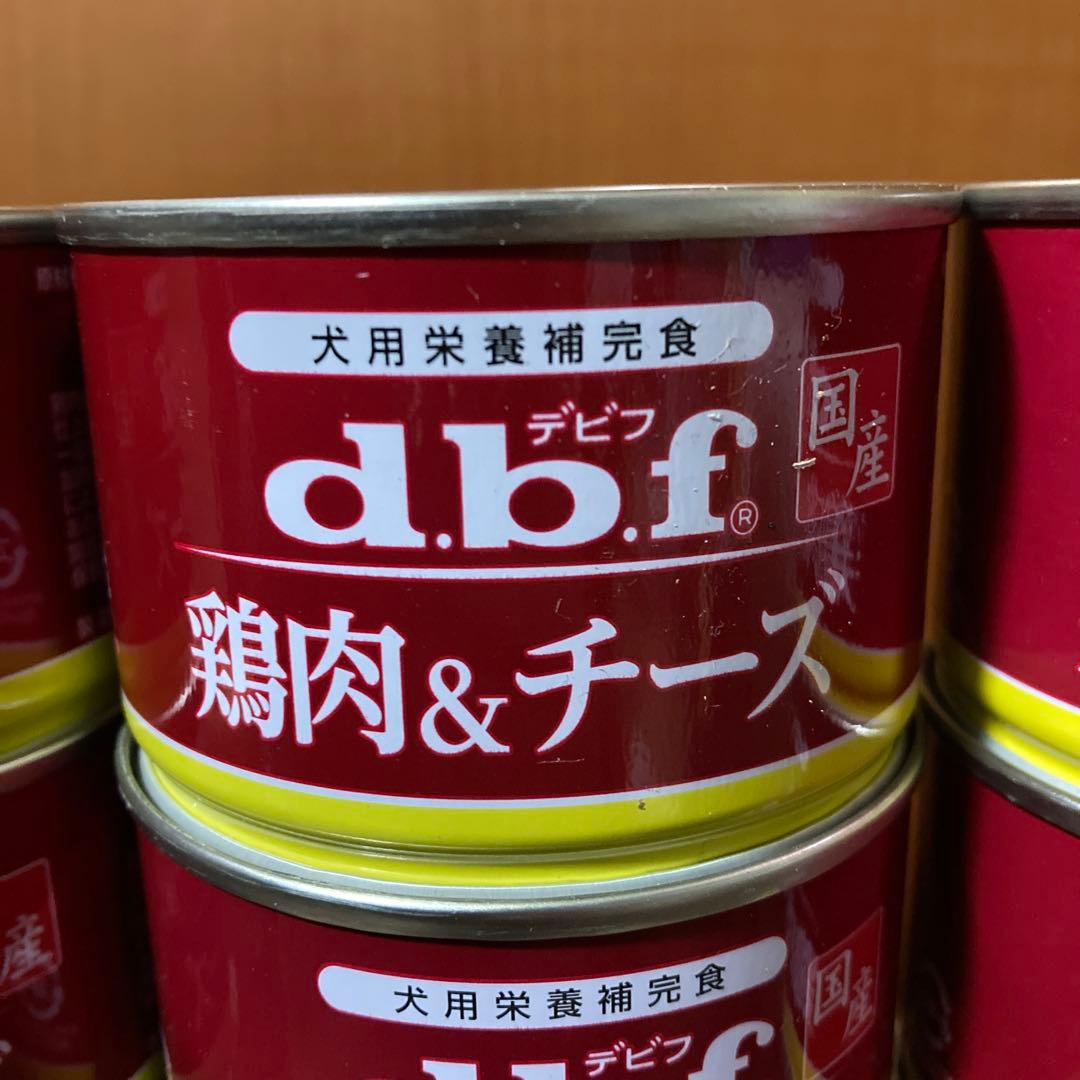 犬用栄養補完食
デビフ
d.b.f®
国産
鶏肉&チーズ
犬用栄養補完食
デビフ
d.b.f
国産
産